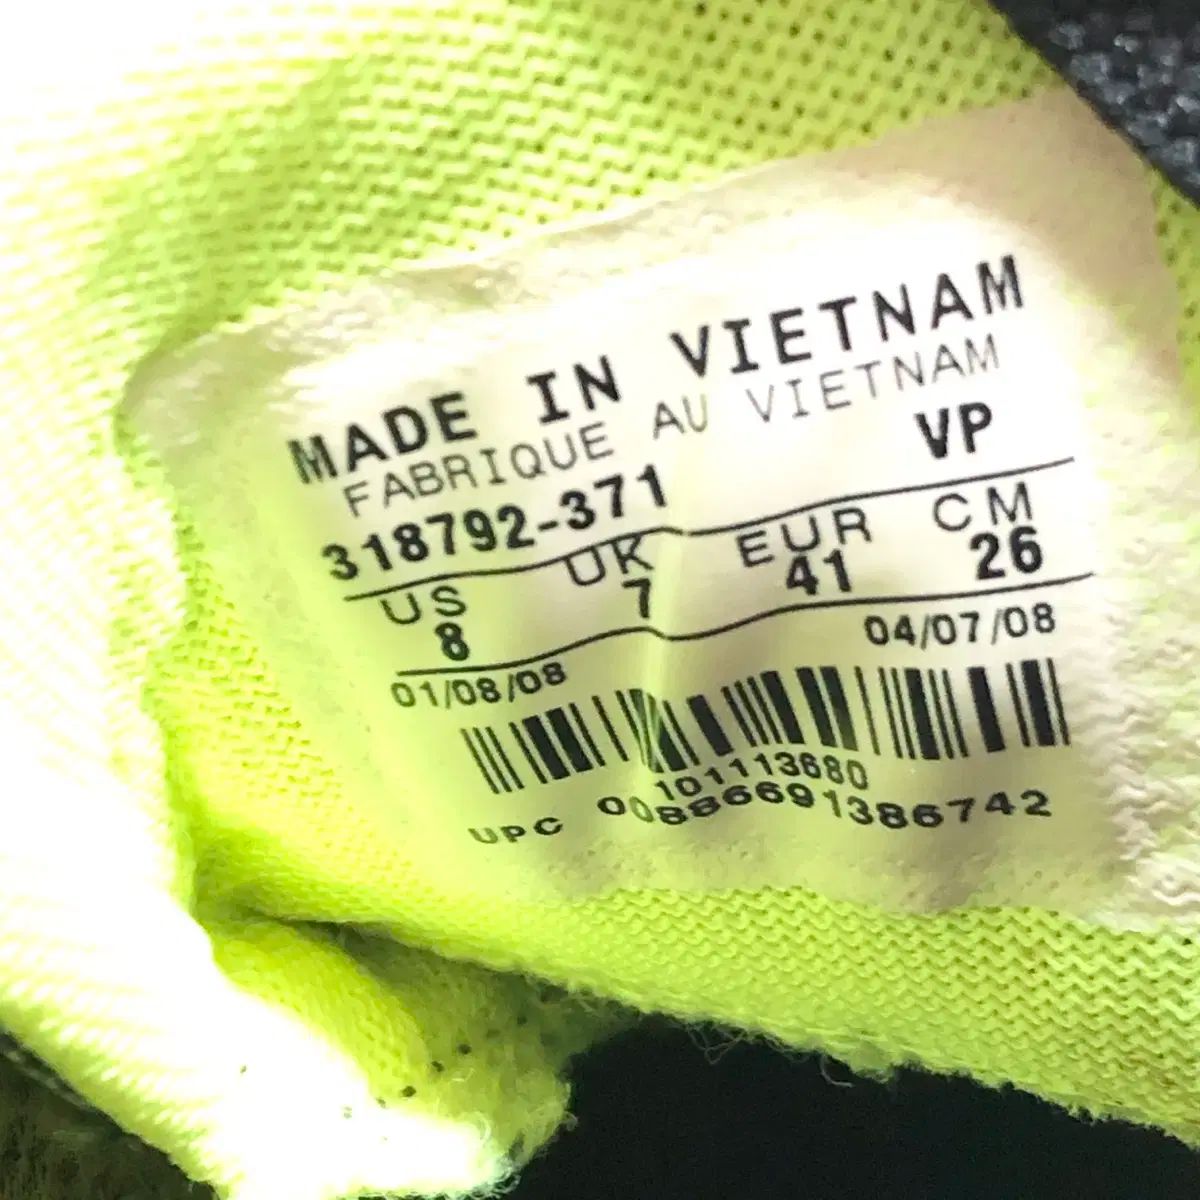 MADE IN VIETNAM
FABRIQUE AU VIETNAM
318792-371 VP
US UK EUR CM
8 7 41 26
01/08/08 04/07/08
101113680
UPC 00886691386742